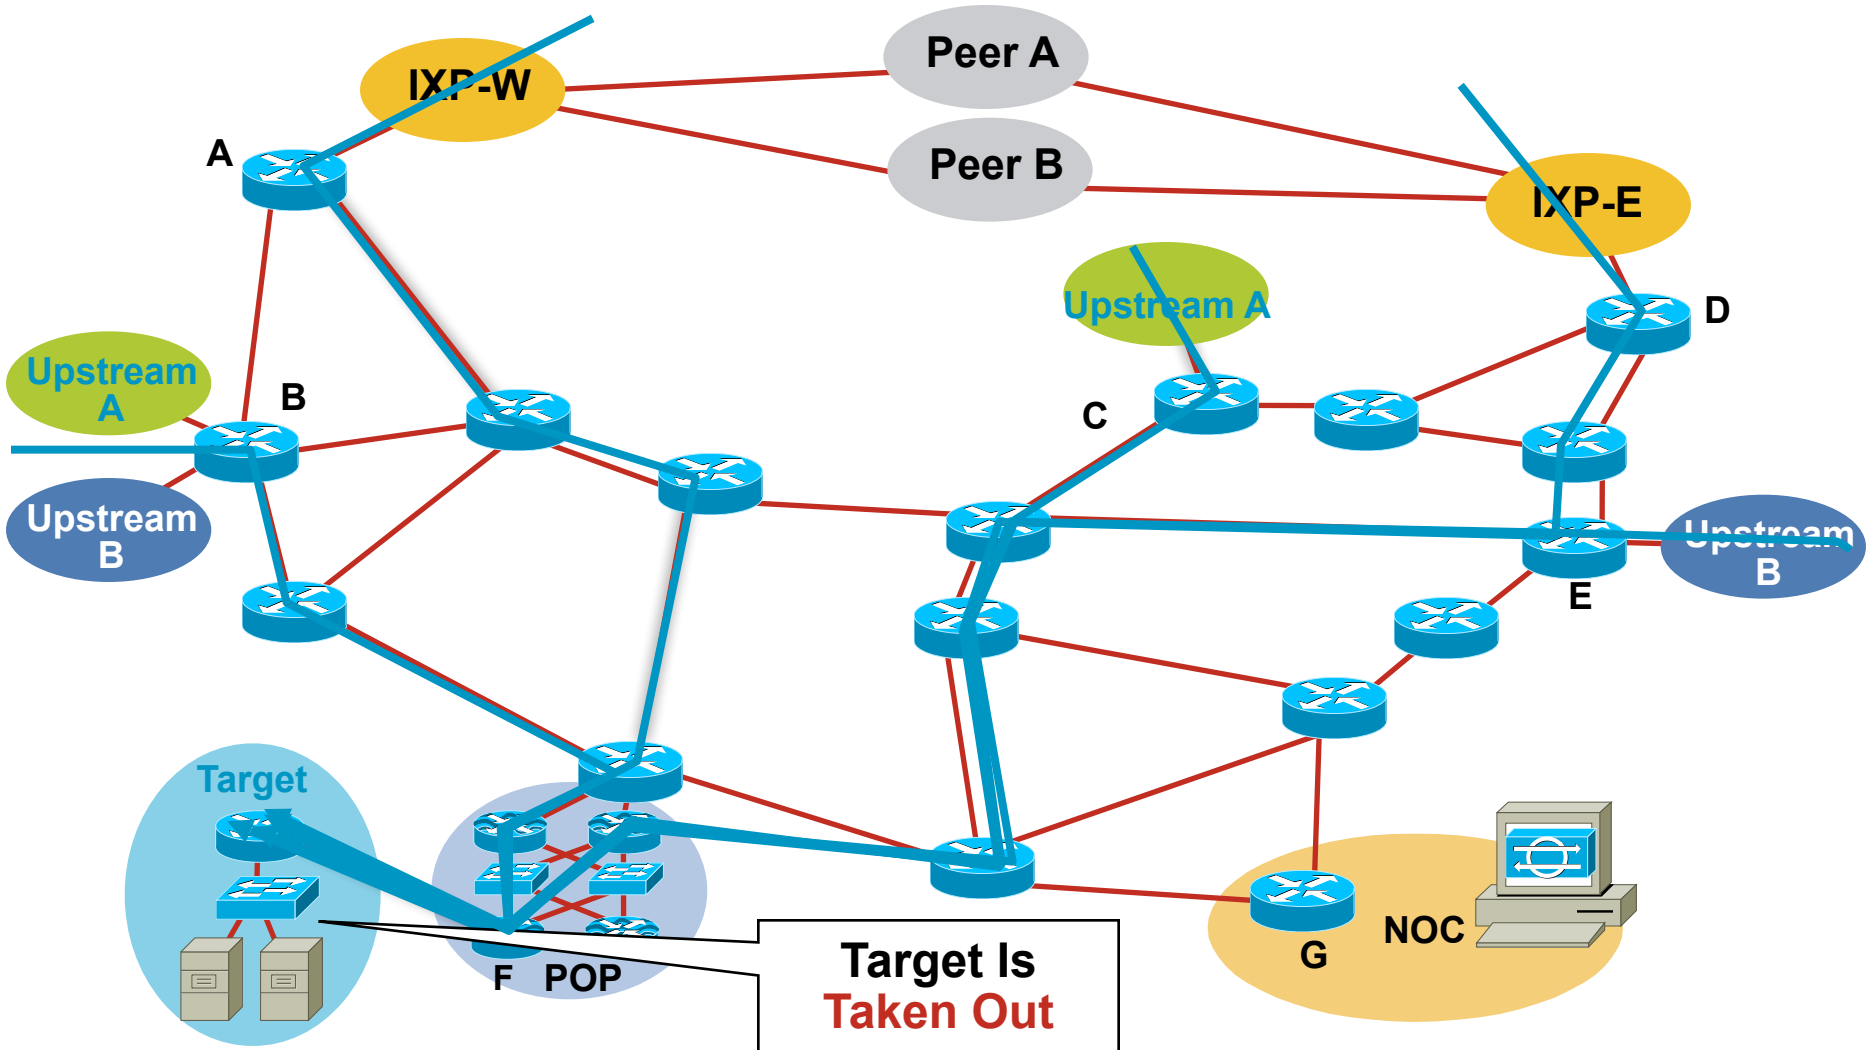 Peer A
IXP-W
A
Peer B
IXP-E
Upstream A
D
Upstream
A
B
C
Upstream
B
Upstream
B
E
Target
NOC
G
F
POP
Target Is
Taken Out